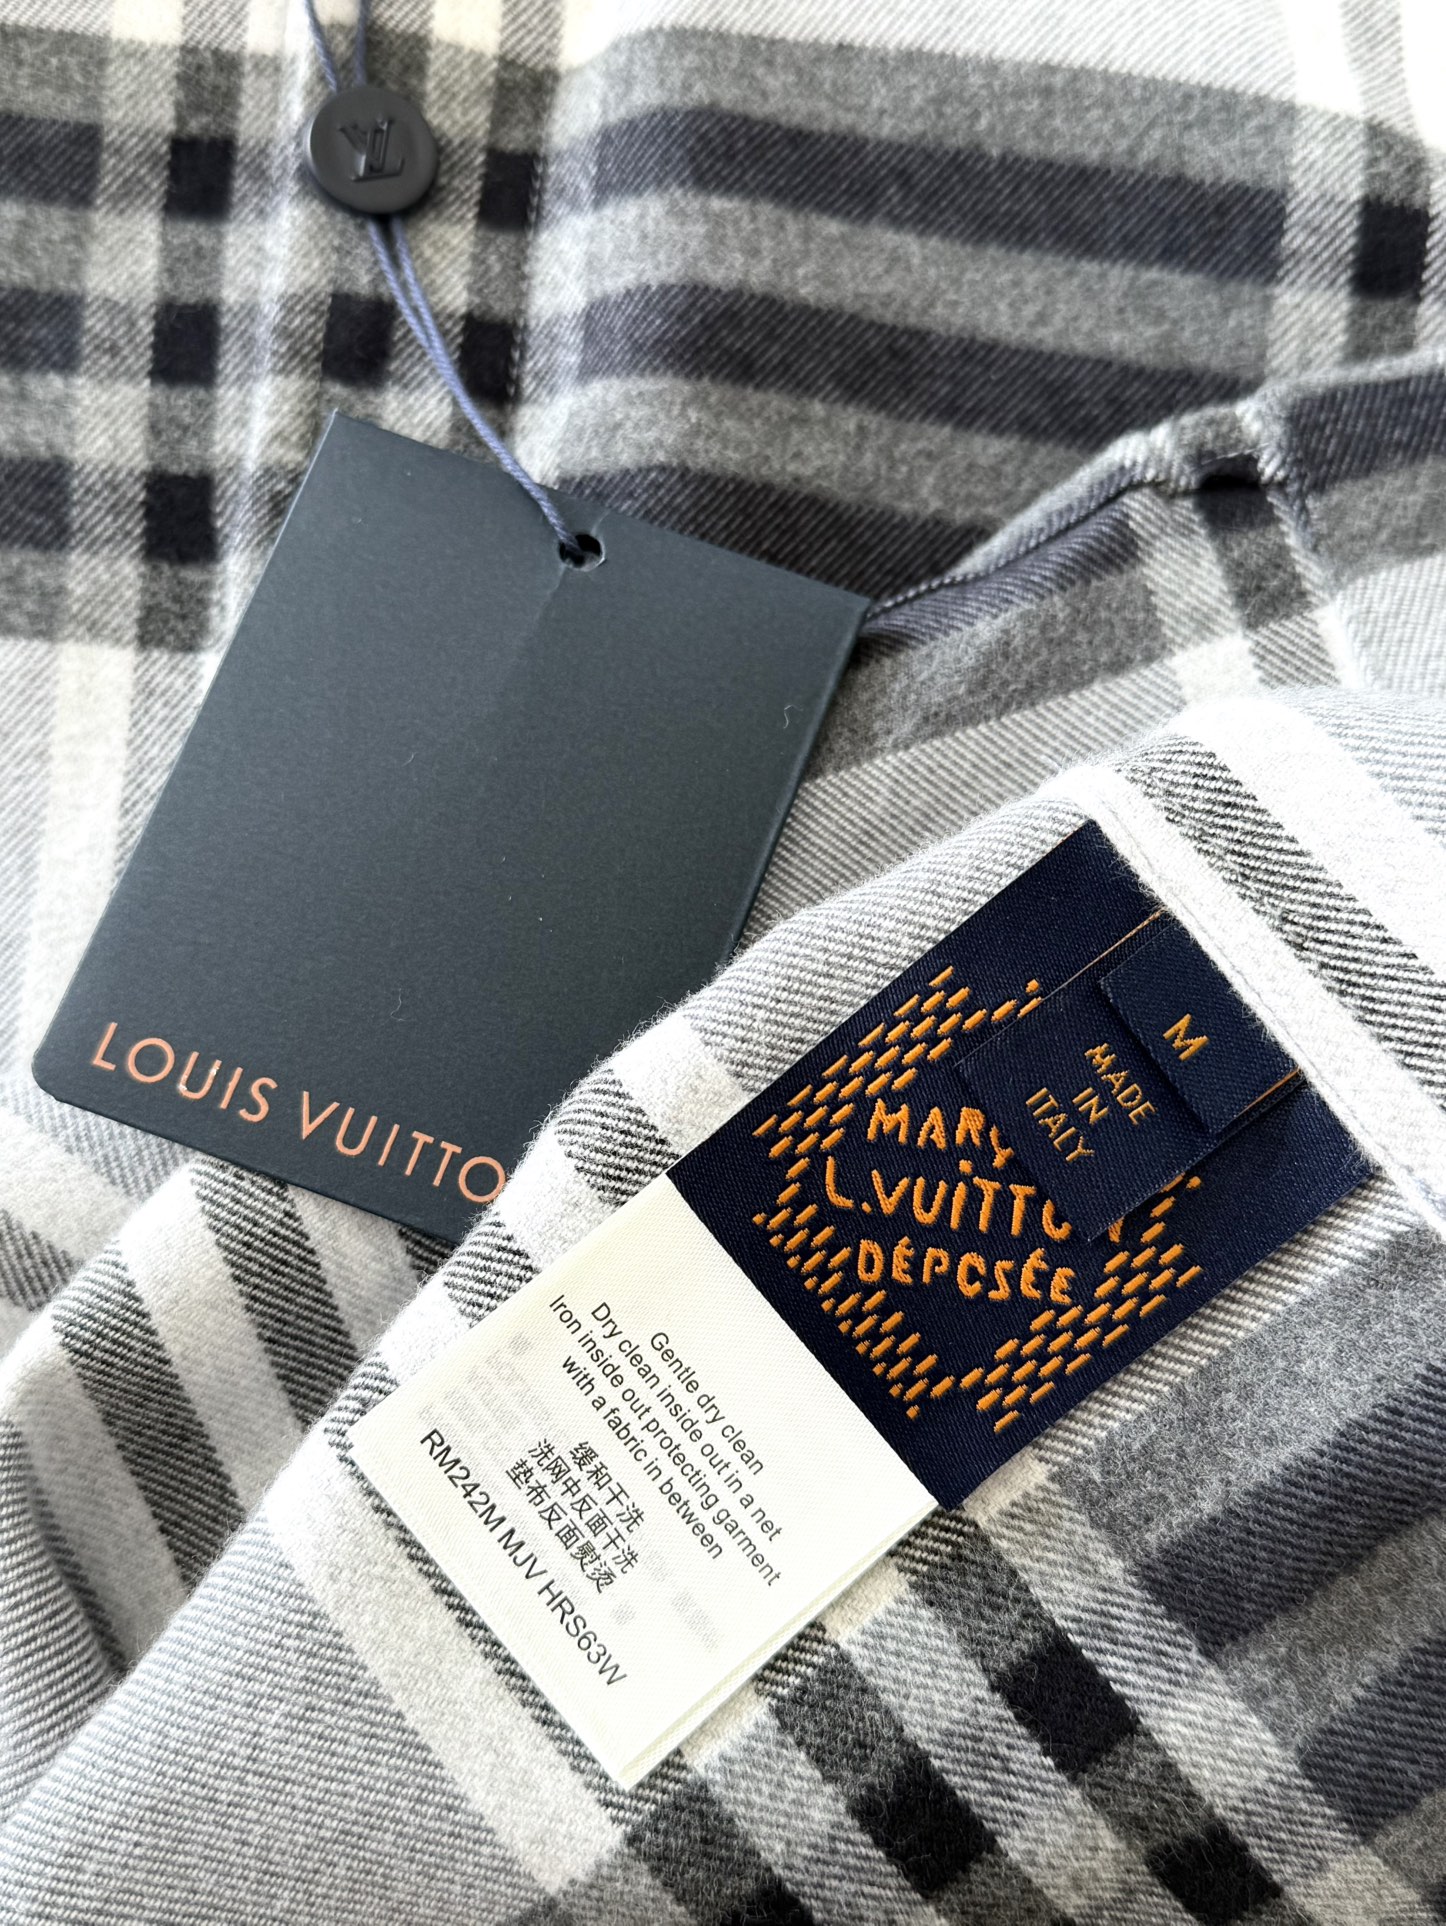 LV
LOUIS VUITTO
M
MADE
IN
ITALY
MARQ
L.VUiTTO
DÉPOSÉE
Gentle dry clean
Dry clean inside out in a net
Iron inside out protecting garment
with a fabric in between
缓和干洗
洗网中反面干洗
垫布反面熨烫
RM242M MJV HRS63W